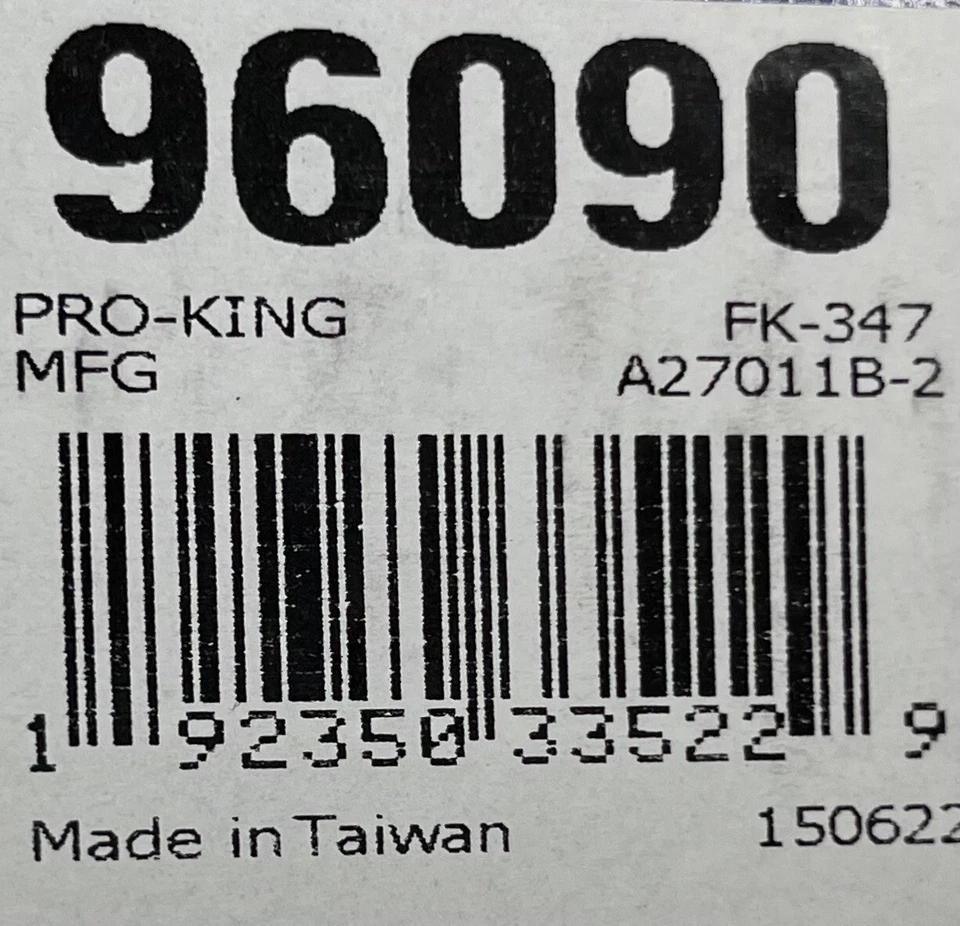 96090
PRO-KING FK-347
MFG A27011B-2
1 92350 33522 9
Made in Taiwan 150622